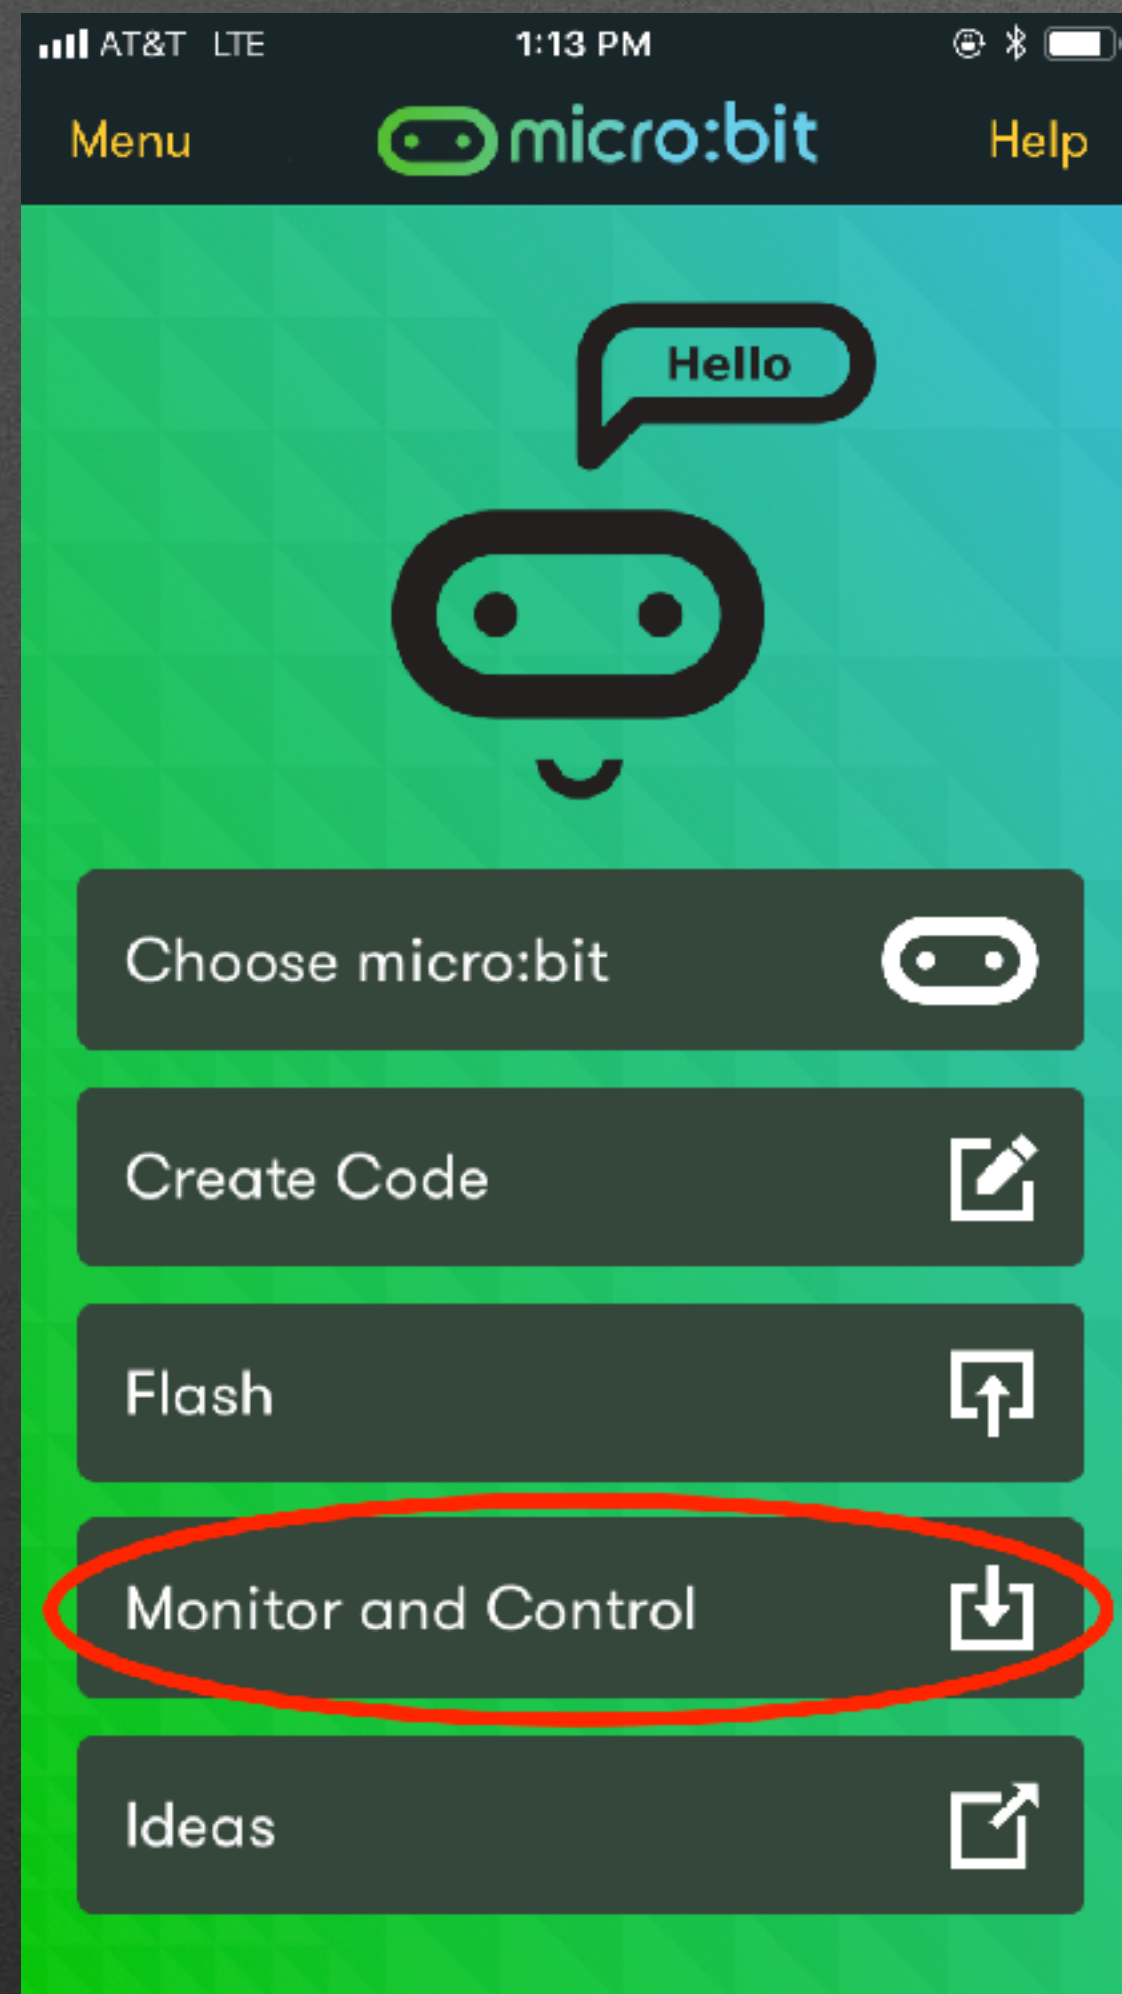 AT&T LTE 1:13 PM
Menu micro:bit Help
Hello
Choose micro:bit
Create Code
Flash
Monitor and Control
Ideas